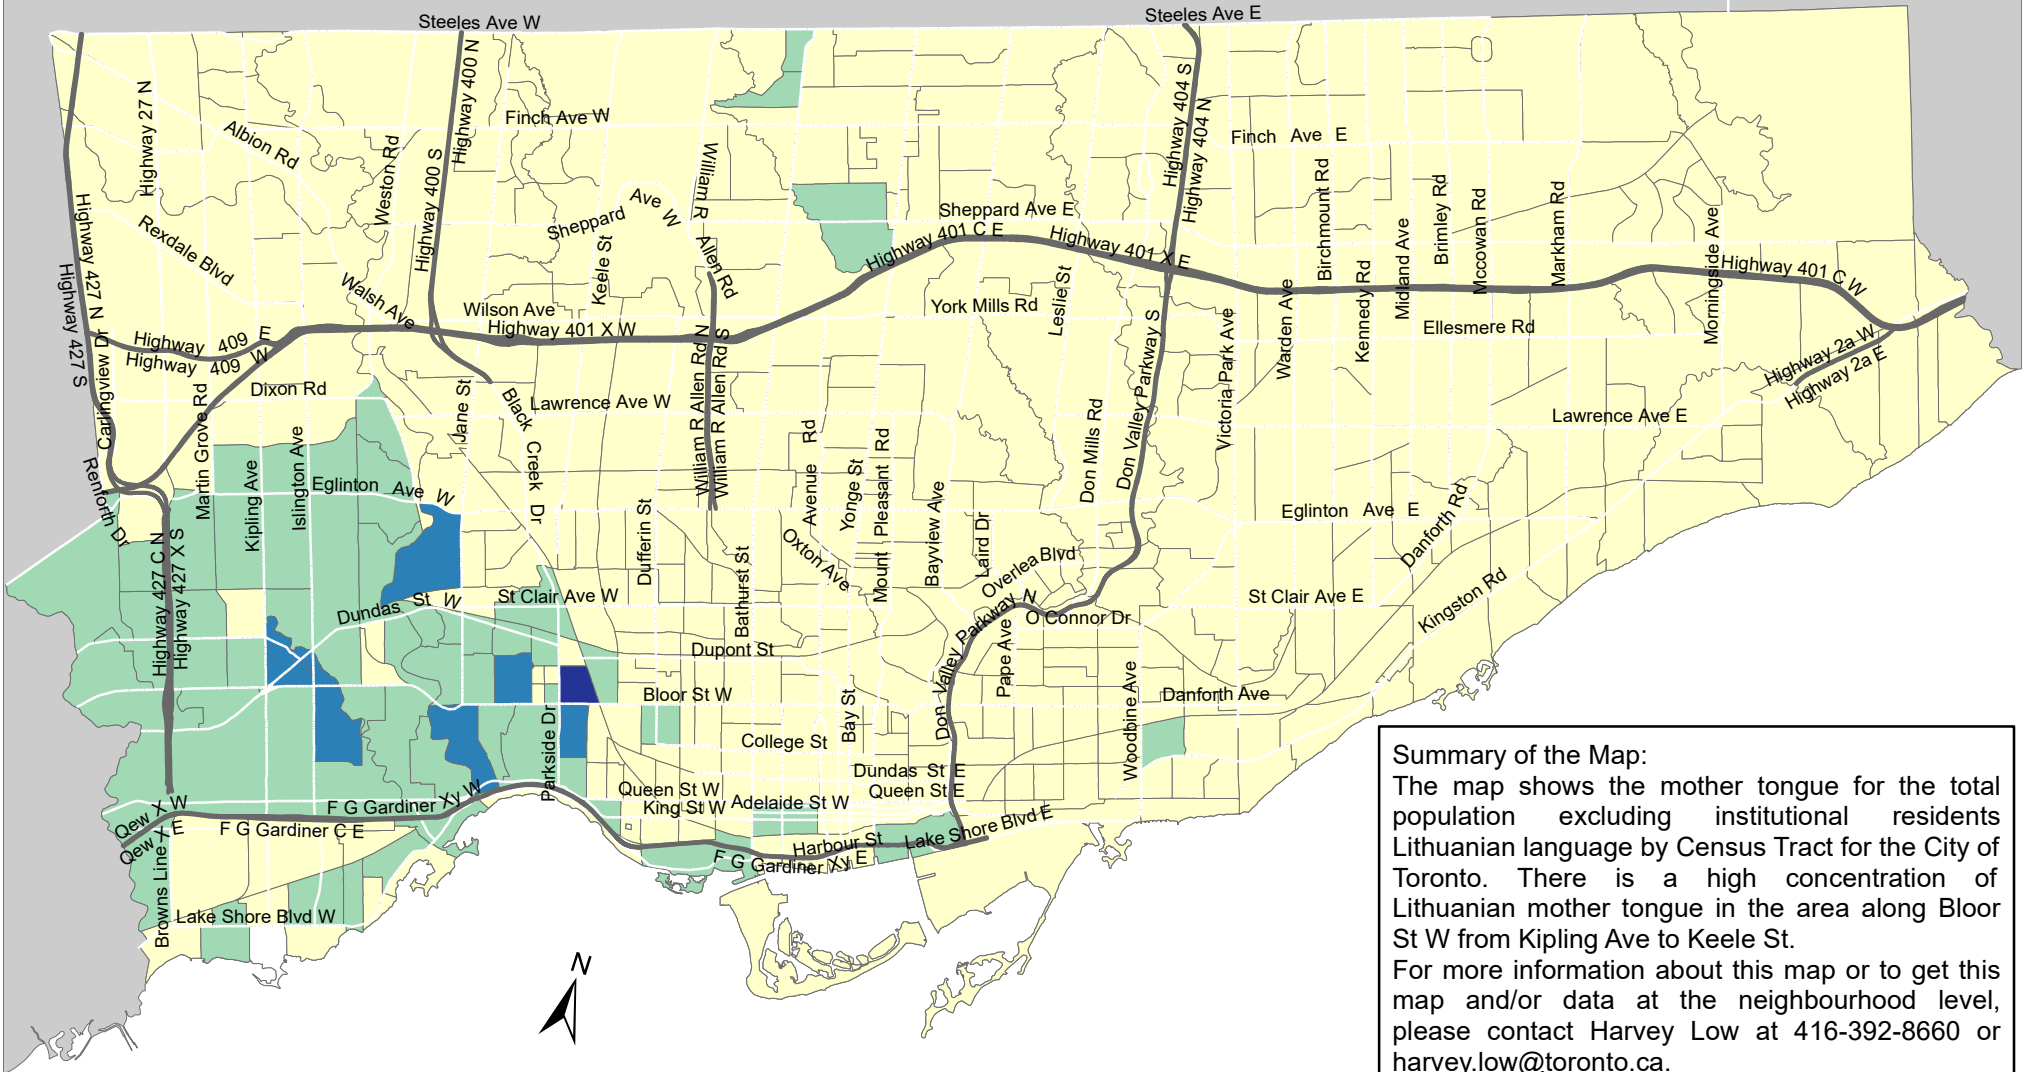 Steeles Ave W
Steeles Ave E
Highway 27 N
Albion Rd
Weston Rd
Highway 400 N
Highway 400 S
Finch Ave W
William R Allen Rd
Highway 404 S
Highway 404 N
Finch Ave E
Sheppard Ave W
Keele St
Sheppard Ave E
Birchmount Rd
Midland Ave
Brimley Rd
Mccowan Rd
Markham Rd
Morningside Ave
Highway 427 N
Highway 427 S
Rexdale Blvd
Walsh Ave
Wilson Ave
Highway 401 X W
Highway 401 C E
Highway 401 X E
Highway 401 C W
York Mills Rd
Leslie St
Ellesmere Rd
Kennedy Rd
Warden Ave
Victoria Park Ave
Highway 409 E
Highway 409 W
Carlingview Dr
Dixon Rd
Martin Grove Rd
Jane St
Black Creek Dr
Lawrence Ave W
William R Allen Rd N
William R Allen Rd S
Avenue Rd
Yonge St
Mount Pleasant Rd
Bayview Ave
Laird Dr
Don Mills Rd
Don Valley Parkway S
Lawrence Ave E
Highway 2a W
Highway 2a E
Renforth Dr
Kipling Ave
Islington Ave
Eglinton Ave W
Eglinton Ave E
Danforth Rd
Kingston Rd
Highway 427 C N
Highway 427 X S
Dufferin St
Bathurst St
Oxton Ave
Overlea Blvd
O Connor Dr
St Clair Ave E
Dundas St W
St Clair Ave W
Dupont St
Don Valley Parkway N
Pape Ave
Woodbine Ave
Danforth Ave
Bloor St W
Bay St
College St
Parkside Dr
Dundas St E
Queen St E
Queen St W
King St W
Adelaide St W
Harbour St
Lake Shore Blvd E
F G Gardiner Xy W
F G Gardiner C E
F G Gardiner Xy E
Qew X W
Qew X E
Browns Line
Lake Shore Blvd W
N
Summary of the Map:
The map shows the mother tongue for the total
population excluding institutional residents
Lithuanian language by Census Tract for the City of
Toronto. There is a high concentration of
Lithuanian mother tongue in the area along Bloor
St W from Kipling Ave to Keele St.
For more information about this map or to get this
map and/or data at the neighbourhood level,
please contact Harvey Low at 416-392-8660 or
harvey.low@toronto.ca.